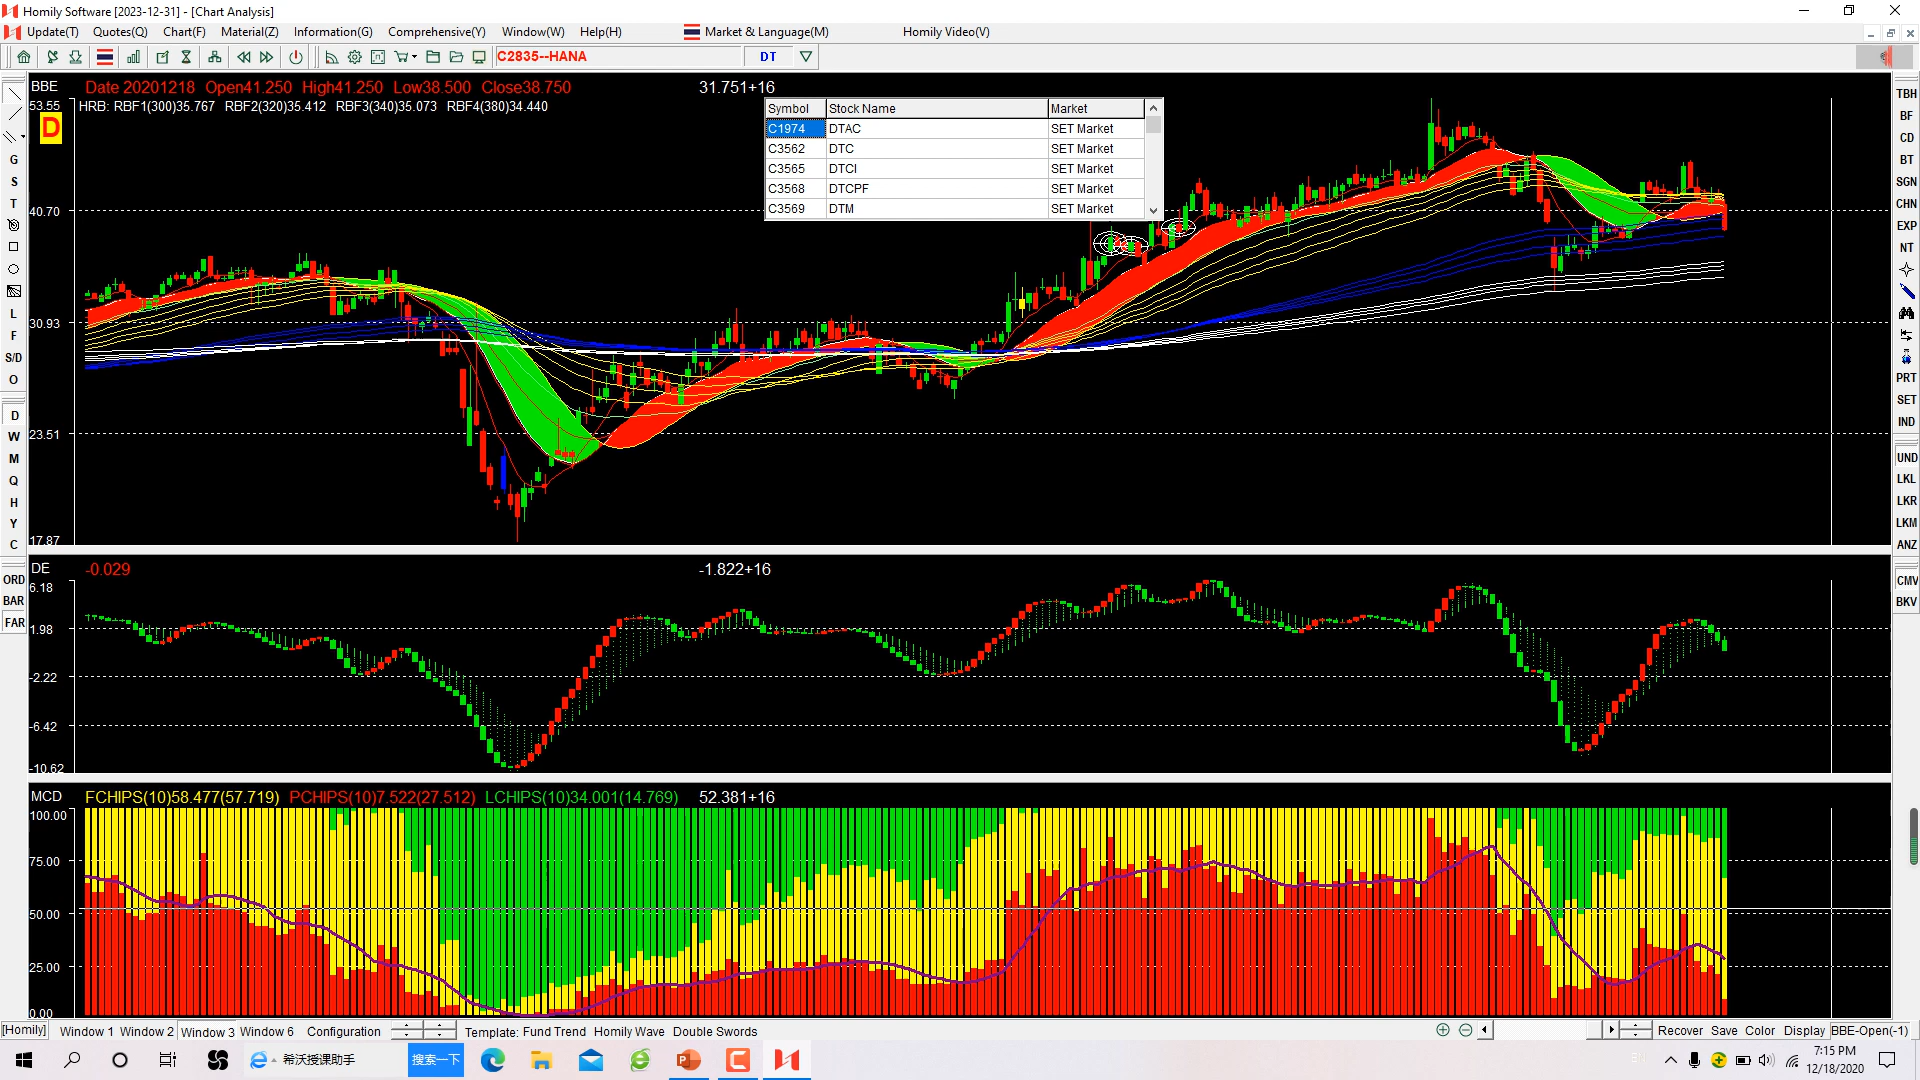 Homily Software [2023-12-31] - [Chart Analysis]
Update(T) Quotes(Q) Chart(F) Material(Z) Information(G) Comprehensive(Y) Window(W) Help(H) Market & Language(M) Homily Video(V)
C2835--HANA DT
BBE Date 20201218 Open41.250 High41.250 Low38.500 Close38.750 31.751+16
53.55 HRB: RBF1(300)35.767 RBF2(320)35.412 RBF3(340)35.073 RBF4(380)34.440
D
Symbol Stock Name Market
C1974 DTAC SET Market
C3562 DTC SET Market
C3565 DTCI SET Market
C3568 DTCPF SET Market
C3569 DTM SET Market
40.70
30.93
23.51
17.87
DE -0.029 -1.822+16
6.18
1.98
-2.22
-6.42
-10.62
MCD FCHIPS(10)58.477(57.719) PCHIPS(10)7.522(27.512) LCHIPS(10)34.001(14.769) 52.381+16
100.00
75.00
50.00
25.00
0.00
G
S
T
L
F
S/D
O
D
W
M
Q
H
Y
C
ORD
BAR
FAR
TBH
BF
CD
BT
SGN
CHN
EXP
NT
PRT
SET
IND
UND
LKL
LKR
LKM
ANZ
CMV
BKV
[Homily] Window 1 Window 2 Window 3 Window 6 Configuration Template: Fund Trend Homily Wave Double Swords Recover Save Color Display BBE-Open(-1)
希沃授课助手 搜索一下
7:15 PM
12/18/2020